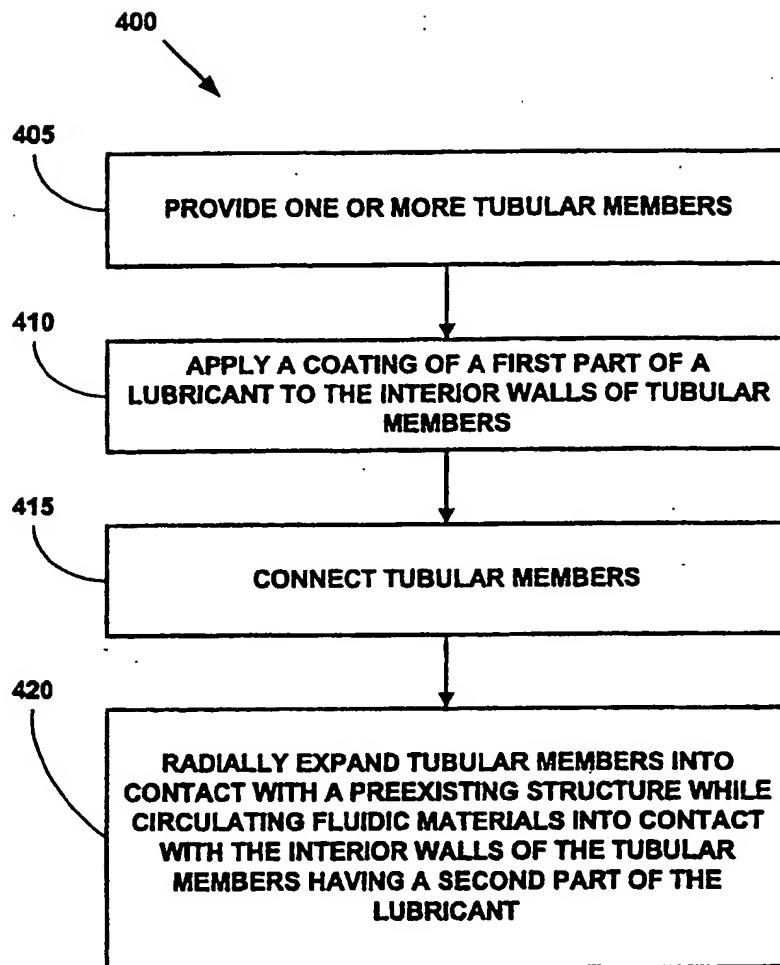 400
405
PROVIDE ONE OR MORE TUBULAR MEMBERS
410
APPLY A COATING OF A FIRST PART OF A
LUBRICANT TO THE INTERIOR WALLS OF TUBULAR
MEMBERS
415
CONNECT TUBULAR MEMBERS
420
RADIALLY EXPAND TUBULAR MEMBERS INTO
CONTACT WITH A PREEXISTING STRUCTURE WHILE
CIRCULATING FLUIDIC MATERIALS INTO CONTACT
WITH THE INTERIOR WALLS OF THE TUBULAR
MEMBERS HAVING A SECOND PART OF THE
LUBRICANT